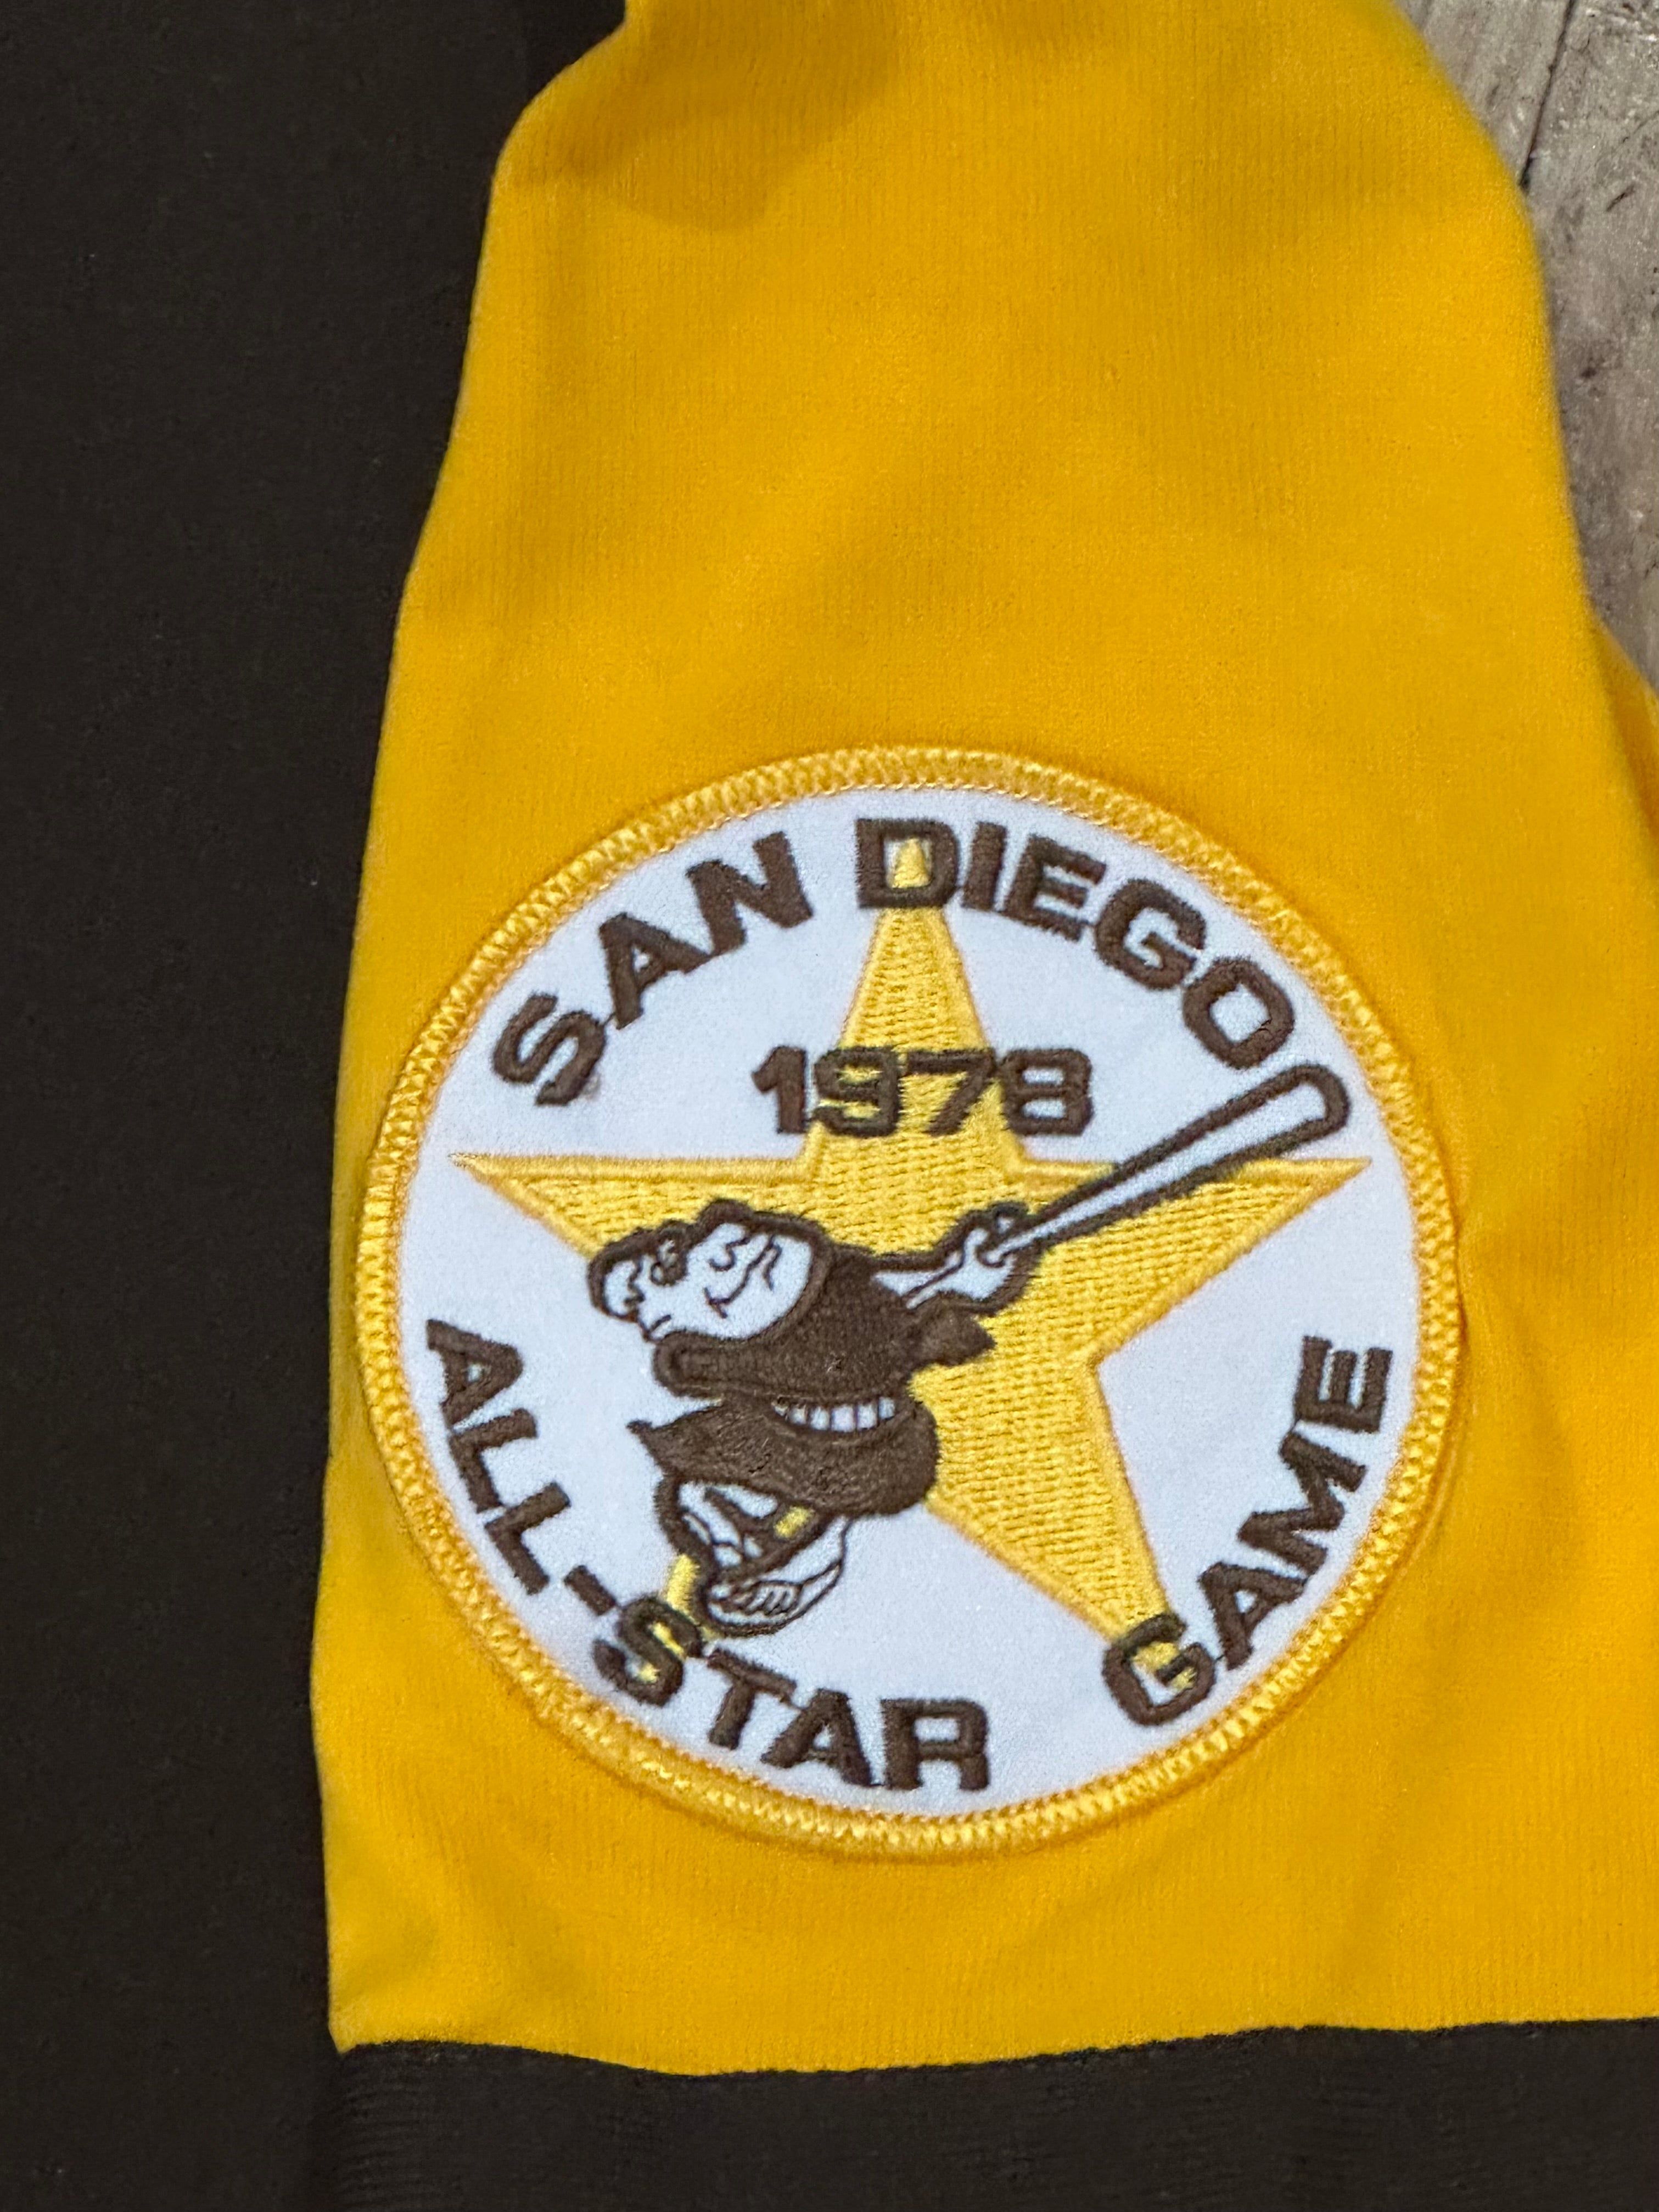 SAN DIEGO
1978
ALL-STAR GAME